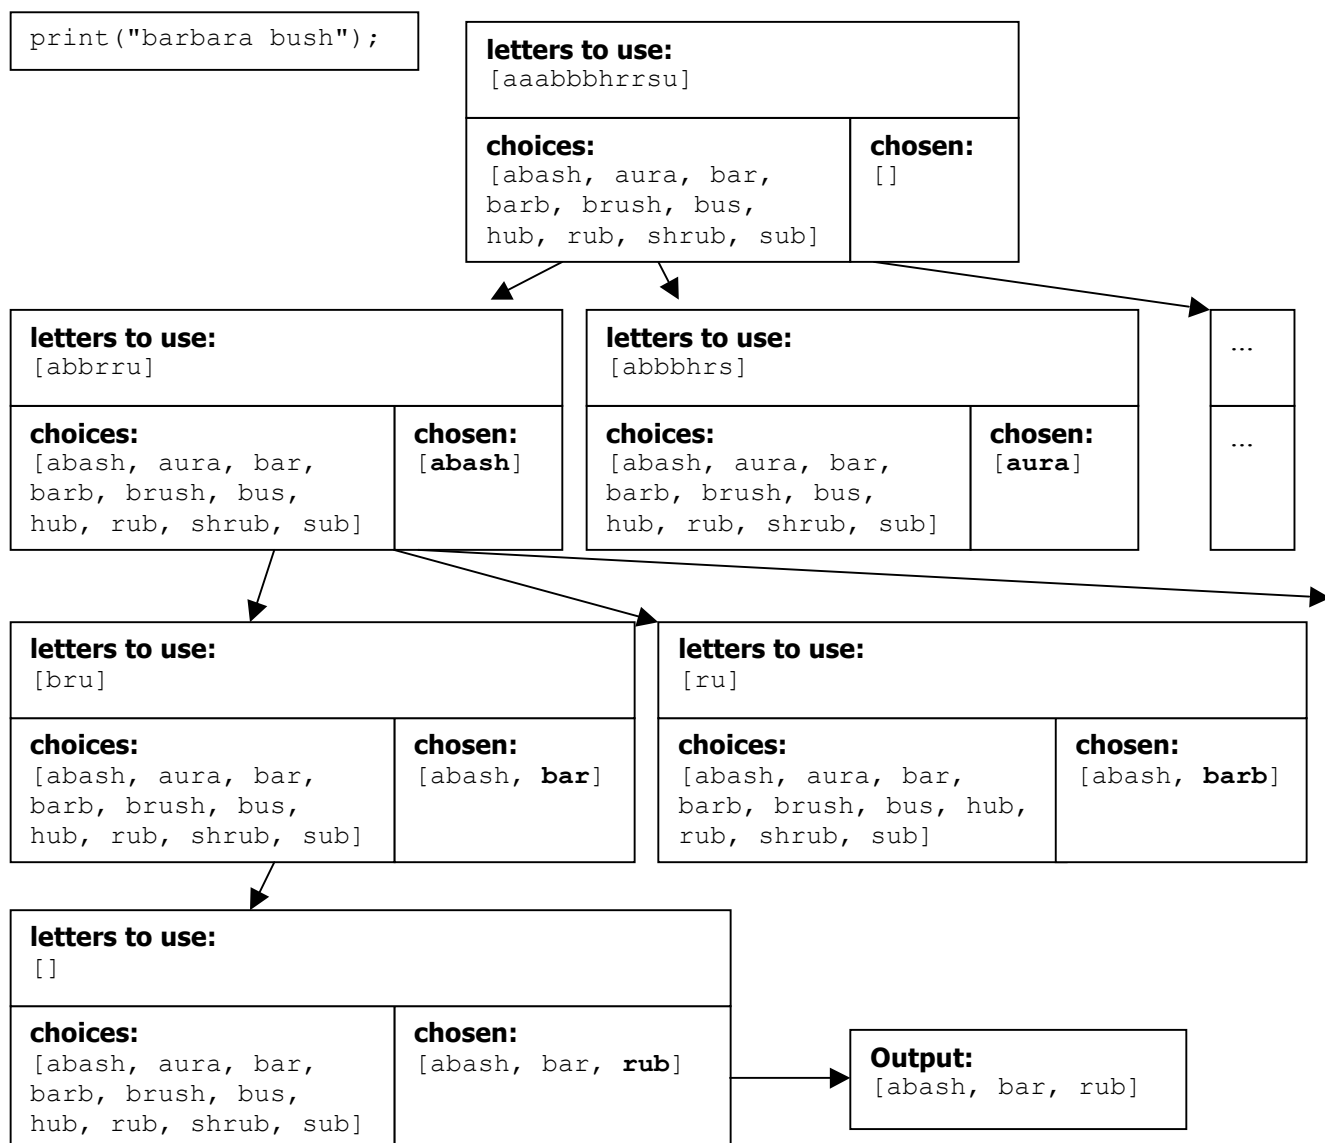 print("barbara bush");
letters to use:
[aaabbbhrrsu]
choices:
[abash, aura, bar,
barb, brush, bus,
hub, rub, shrub, sub]
chosen:
[]
letters to use:
[abbrru]
choices:
[abash, aura, bar,
barb, brush, bus,
hub, rub, shrub, sub]
chosen:
[abash]
letters to use:
[abbbhrs]
choices:
[abash, aura, bar,
barb, brush, bus,
hub, rub, shrub, sub]
chosen:
[aura]
...
...
letters to use:
[bru]
choices:
[abash, aura, bar,
barb, brush, bus,
hub, rub, shrub, sub]
chosen:
[abash, bar]
letters to use:
[ru]
choices:
[abash, aura, bar,
barb, brush, bus, hub,
rub, shrub, sub]
chosen:
[abash, barb]
letters to use:
[]
choices:
[abash, aura, bar,
barb, brush, bus,
hub, rub, shrub, sub]
chosen:
[abash, bar, rub]
Output:
[abash, bar, rub]